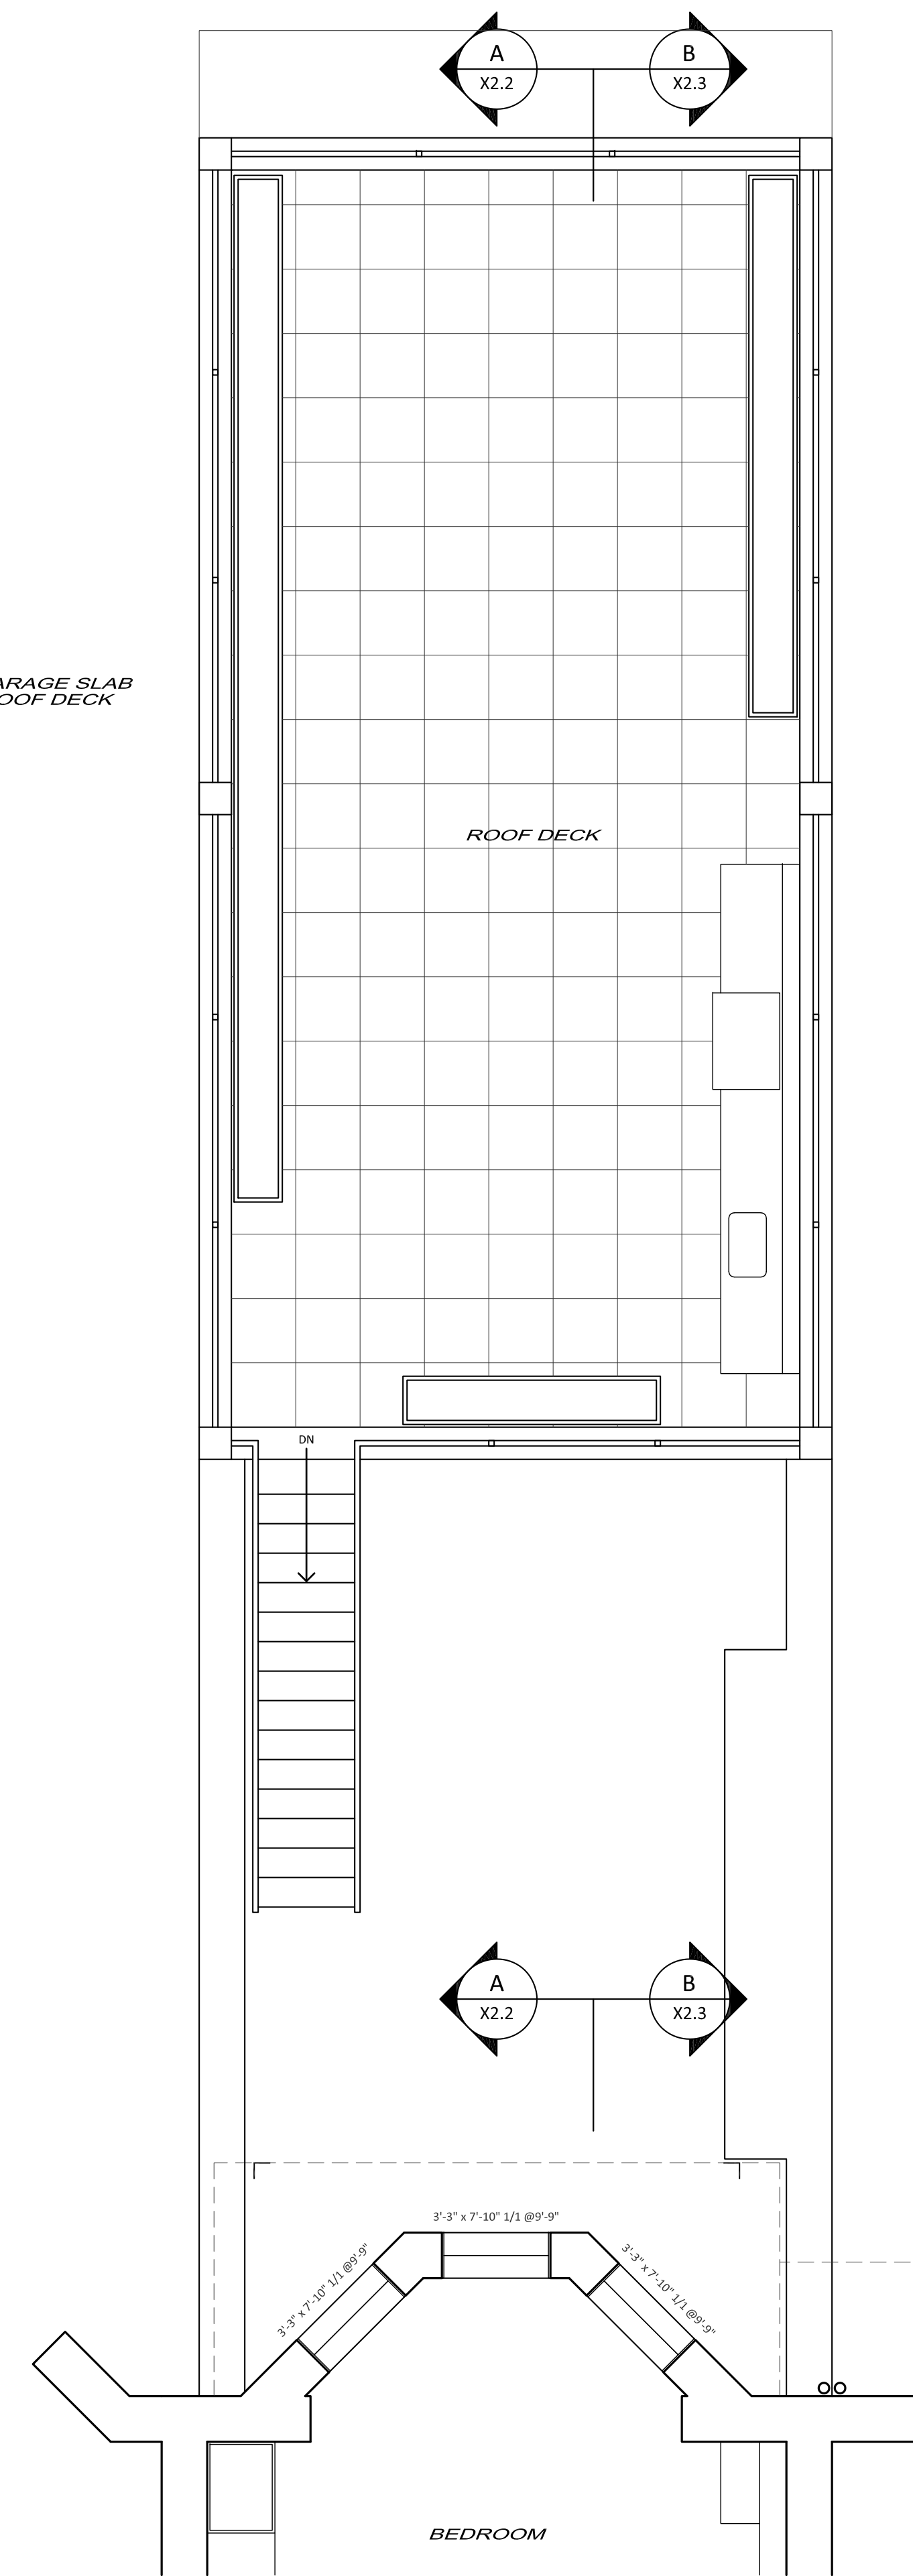 A
X2.2
B
X2.3
ARAGE SLAB
OOF DECK
ROOF DECK
DN
A
X2.2
B
X2.3
3'-3" x 7'-10" 1/1 @9'-9"
3'-3" x 7'-10" 1/1 @9'-9"
3'-3" x 7'-10" 1/1 @9'-9"
BEDROOM